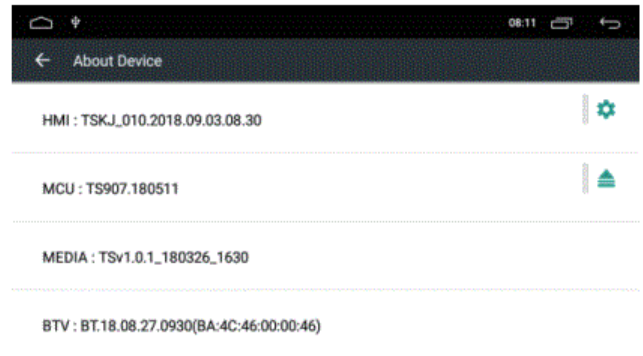 08:11
About Device
HMI : TSKJ_010.2018.09.03.08.30
MCU : TS907.180511
MEDIA : TSv1.0.1_180326_1630
BTV : BT.18.08.27.0930(BA:4C:46:00:00:46)